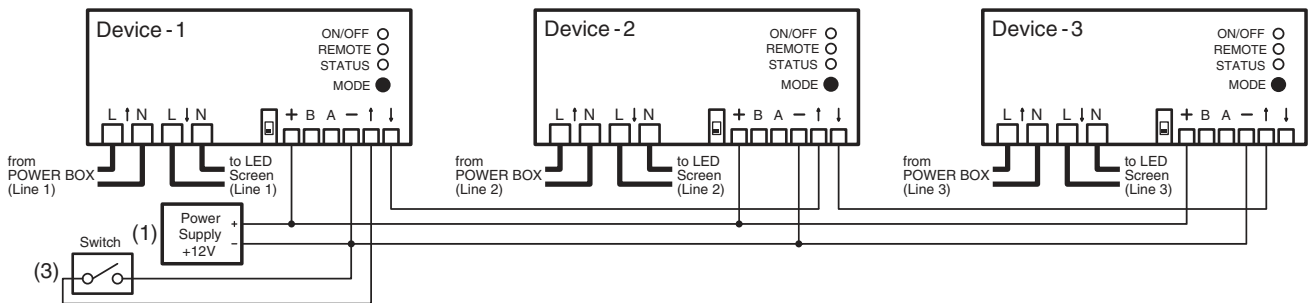 Device - 1
ON/OFF
REMOTE
STATUS
MODE
L ↑ N L ↓ N + B A − ↑ ↓
from
POWER BOX
(Line 1)
to LED
Screen
(Line 1)
Device - 2
ON/OFF
REMOTE
STATUS
MODE
L ↑ N L ↓ N + B A − ↑ ↓
from
POWER BOX
(Line 2)
to LED
Screen
(Line 2)
Device - 3
ON/OFF
REMOTE
STATUS
MODE
L ↑ N L ↓ N + B A − ↑ ↓
from
POWER BOX
(Line 3)
to LED
Screen
(Line 3)
(1)
Power +
Supply
+12V −
Switch
(3)